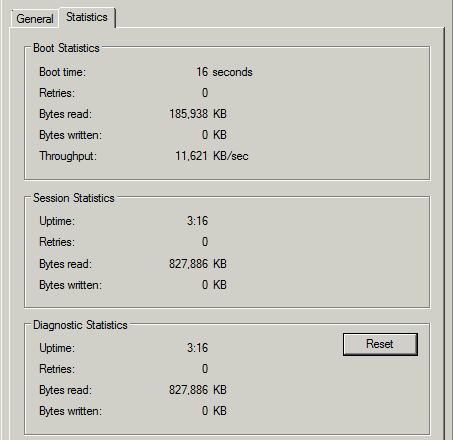 General Statistics
Boot Statistics
Boot time: 16 seconds
Retries: 0
Bytes read: 185,938 KB
Bytes written: 0 KB
Throughput: 11,621 KB/sec
Session Statistics
Uptime: 3:16
Retries: 0
Bytes read: 827,886 KB
Bytes written: 0 KB
Diagnostic Statistics
Uptime: 3:16 Reset
Retries: 0
Bytes read: 827,886 KB
Bytes written: 0 KB